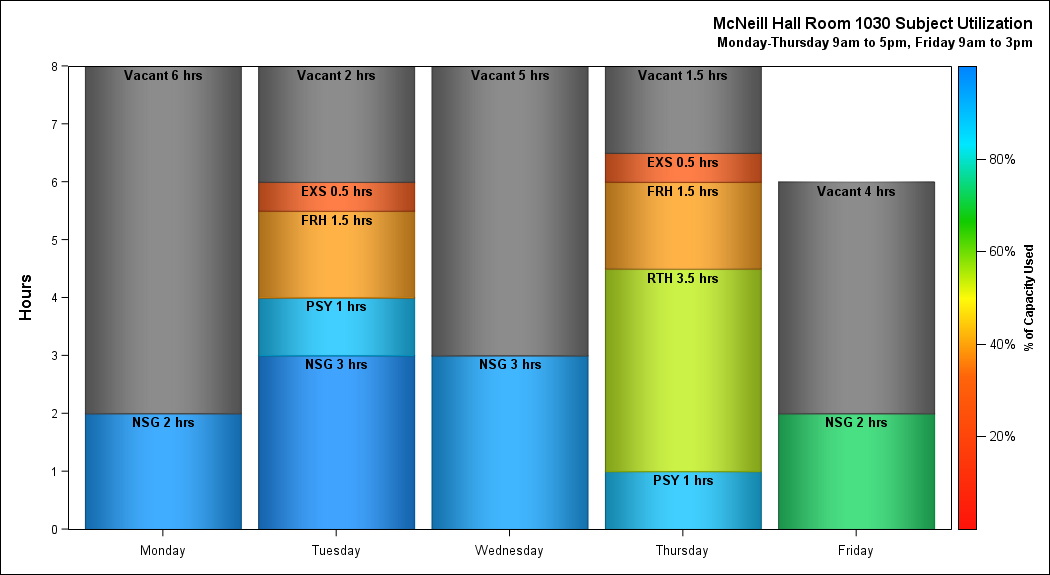 McNeill Hall Room 1030 Subject Utilization
Monday-Thursday 9am to 5pm, Friday 9am to 3pm
Hours
8
7
6
5
4
3
2
1
0
Vacant 6 hrs
NSG 2 hrs
Monday
Vacant 2 hrs
EXS 0.5 hrs
FRH 1.5 hrs
PSY 1 hrs
NSG 3 hrs
Tuesday
Vacant 5 hrs
NSG 3 hrs
Wednesday
Vacant 1.5 hrs
EXS 0.5 hrs
FRH 1.5 hrs
RTH 3.5 hrs
PSY 1 hrs
Thursday
Vacant 4 hrs
NSG 2 hrs
Friday
80%
60%
40%
20%
% of Capacity Used